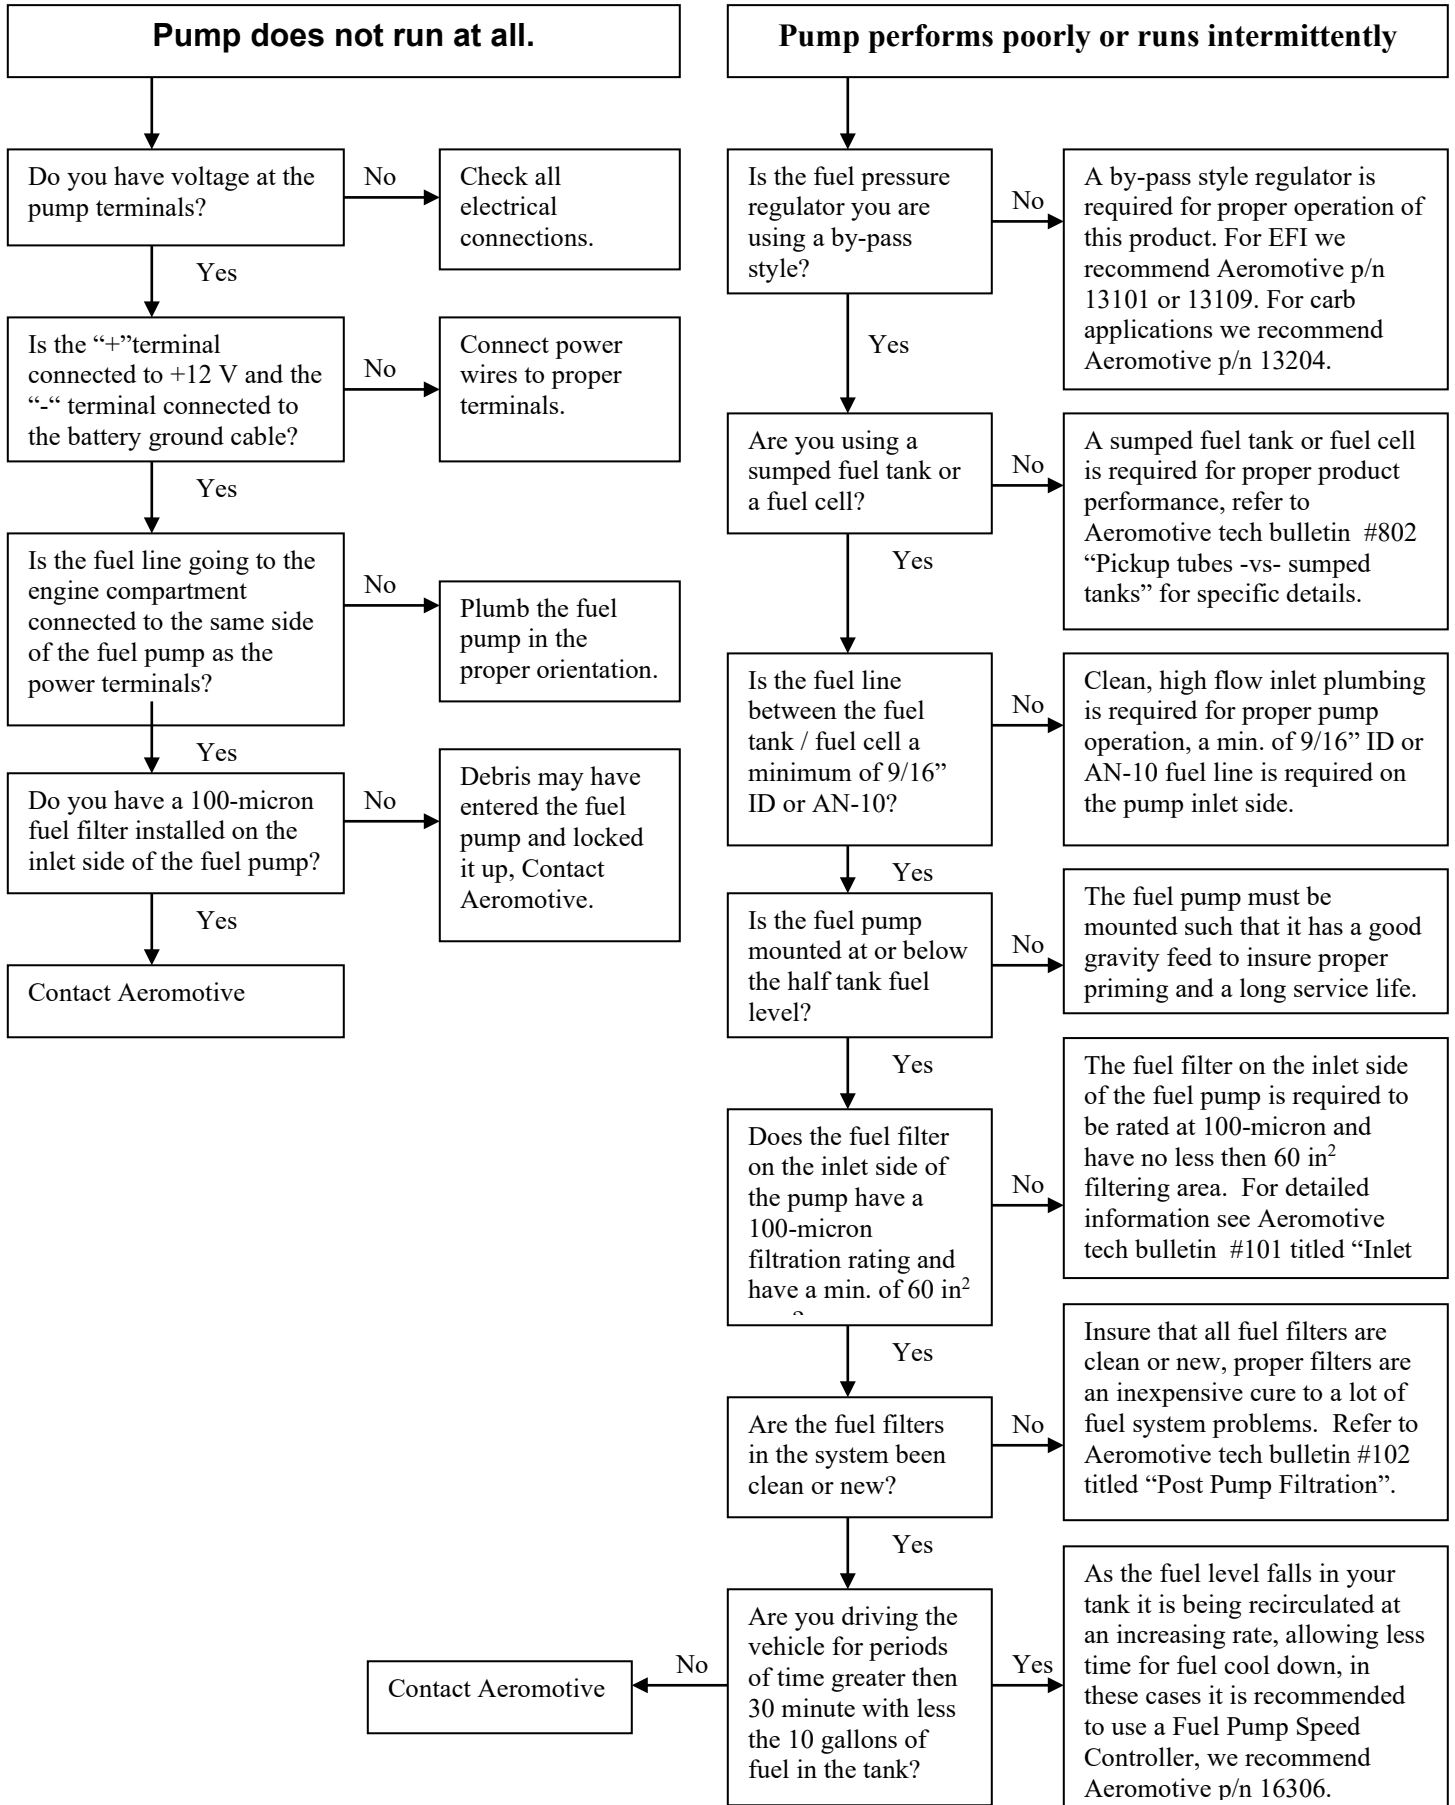 Pump does not run at all.
Do you have voltage at the
pump terminals?
No
Check all
electrical
connections.
Yes
Is the “+”terminal
connected to +12 V and the
“-“ terminal connected to
the battery ground cable?
No
Connect power
wires to proper
terminals.
Yes
Is the fuel line going to the
engine compartment
connected to the same side
of the fuel pump as the
power terminals?
No
Plumb the fuel
pump in the
proper orientation.
Yes
Do you have a 100-micron
fuel filter installed on the
inlet side of the fuel pump?
No
Debris may have
entered the fuel
pump and locked
it up, Contact
Aeromotive.
Yes
Contact Aeromotive
Pump performs poorly or runs intermittently
Is the fuel pressure
regulator you are
using a by-pass
style?
No
A by-pass style regulator is
required for proper operation of
this product. For EFI we
recommend Aeromotive p/n
13101 or 13109. For carb
applications we recommend
Aeromotive p/n 13204.
Yes
Are you using a
sumped fuel tank or
a fuel cell?
No
A sumped fuel tank or fuel cell
is required for proper product
performance, refer to
Aeromotive tech bulletin  #802
“Pickup tubes -vs- sumped
tanks” for specific details.
Yes
Is the fuel line
between the fuel
tank / fuel cell a
minimum of 9/16”
ID or AN-10?
No
Clean, high flow inlet plumbing
is required for proper pump
operation, a min. of 9/16” ID or
AN-10 fuel line is required on
the pump inlet side.
Yes
Is the fuel pump
mounted at or below
the half tank fuel
level?
No
The fuel pump must be
mounted such that it has a good
gravity feed to insure proper
priming and a long service life.
Yes
Does the fuel filter
on the inlet side of
the pump have a
100-micron
filtration rating and
have a min. of 60 in²
No
The fuel filter on the inlet side
of the fuel pump is required to
be rated at 100-micron and
have no less then 60 in²
filtering area.  For detailed
information see Aeromotive
tech bulletin  #101 titled “Inlet
Yes
Are the fuel filters
in the system been
clean or new?
No
Insure that all fuel filters are
clean or new, proper filters are
an inexpensive cure to a lot of
fuel system problems.  Refer to
Aeromotive tech bulletin #102
titled “Post Pump Filtration”.
Yes
Are you driving the
vehicle for periods
of time greater then
30 minute with less
the 10 gallons of
fuel in the tank?
No
Contact Aeromotive
Yes
As the fuel level falls in your
tank it is being recirculated at
an increasing rate, allowing less
time for fuel cool down, in
these cases it is recommended
to use a Fuel Pump Speed
Controller, we recommend
Aeromotive p/n 16306.